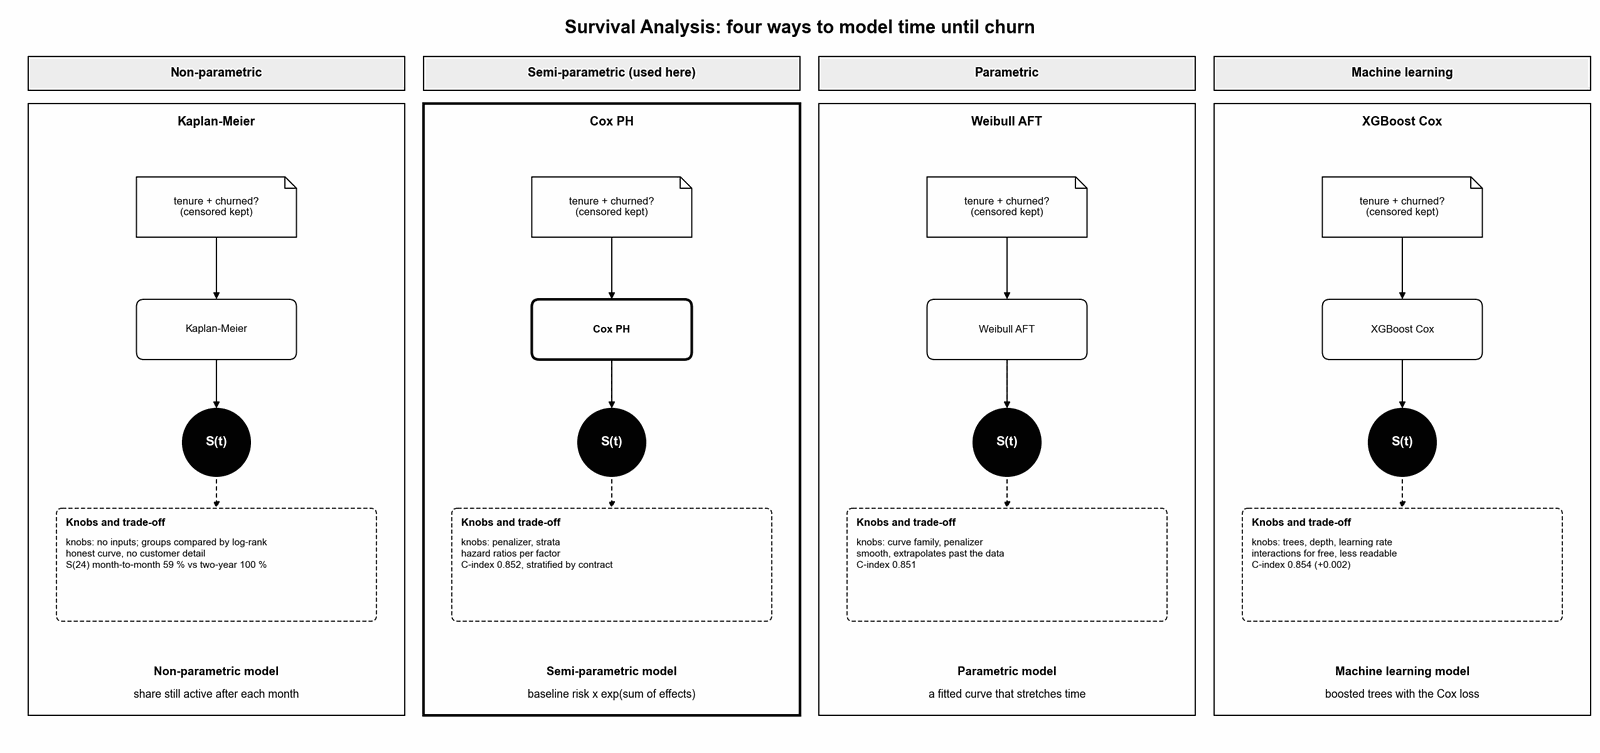 Survival Analysis: four ways to model time until churn
Non-parametric
Kaplan-Meier
tenure + churned?
(censored kept)
Kaplan-Meier
S(t)
Knobs and trade-off
knobs: no inputs; groups compared by log-rank
honest curve, no customer detail
S(24) month-to-month 59 % vs two-year 100 %
Non-parametric model
share still active after each month
Semi-parametric (used here)
Cox PH
tenure + churned?
(censored kept)
Cox PH
S(t)
Knobs and trade-off
knobs: penalizer, strata
hazard ratios per factor
C-index 0.852, stratified by contract
Semi-parametric model
baseline risk x exp(sum of effects)
Parametric
Weibull AFT
tenure + churned?
(censored kept)
Weibull AFT
S(t)
Knobs and trade-off
knobs: curve family, penalizer
smooth, extrapolates past the data
C-index 0.851
Parametric model
a fitted curve that stretches time
Machine learning
XGBoost Cox
tenure + churned?
(censored kept)
XGBoost Cox
S(t)
Knobs and trade-off
knobs: trees, depth, learning rate
interactions for free, less readable
C-index 0.854 (+0.002)
Machine learning model
boosted trees with the Cox loss